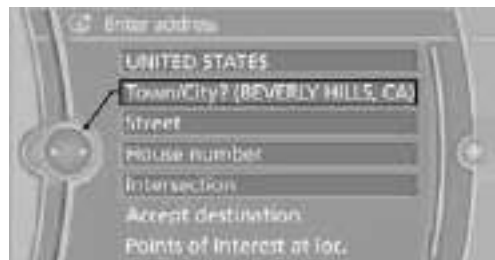 Enter address
UNITED STATES
Town/City? (BEVERLY HILLS, CA)
Street
House number
Intersection
Accept destination
Points of Interest at loc.